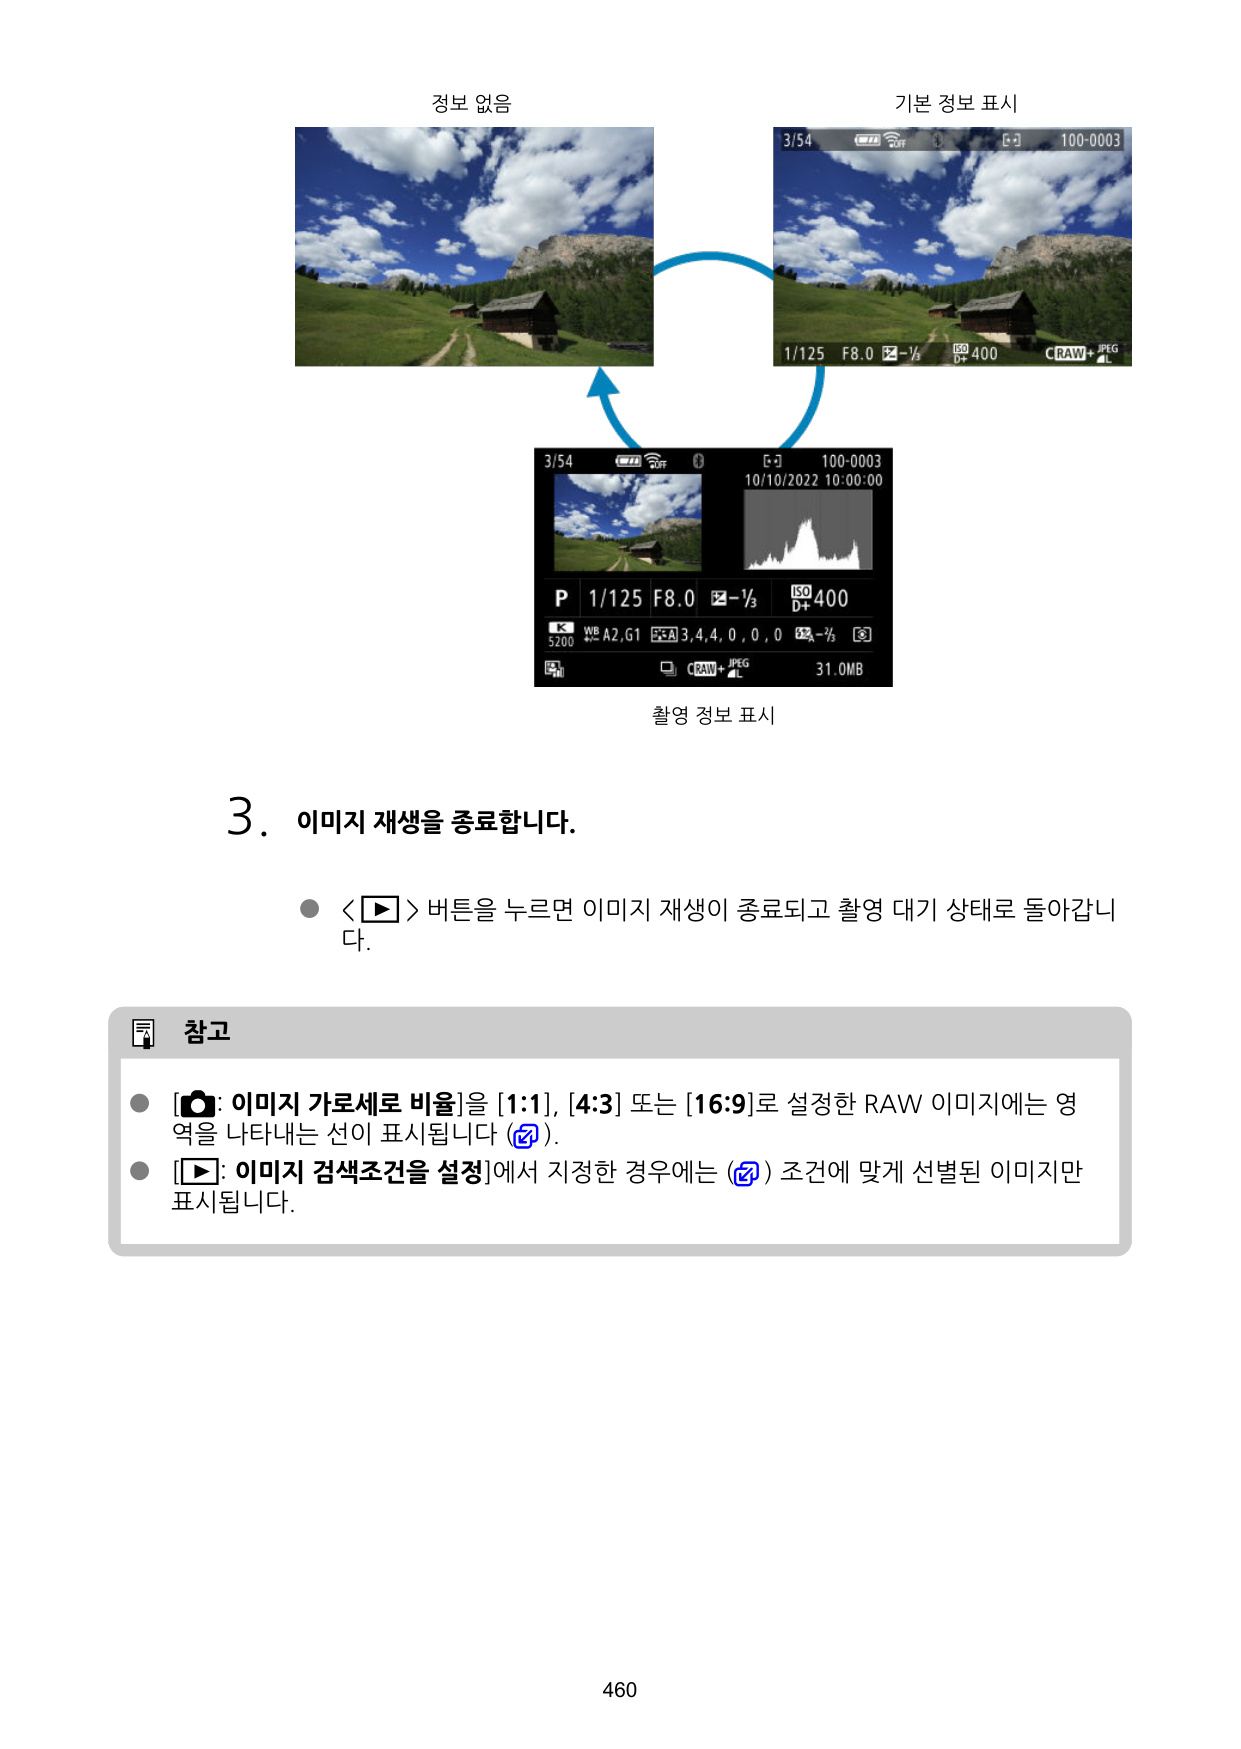 정보 없음
기본 정보 표시
3/54 OFF 100-0003
1/125 F8.0 -⅓ ISO D+ 400 CRAW+JPEG L
3/54 OFF 100-0003
10/10/2022 10:00:00
P 1/125 F8.0 -⅓ ISO D+ 400
K 5200 WB +/- A2,G1 A 3,4,4,0,0,0 A-⅔
CRAW+JPEG L 31.0MB
촬영 정보 표시
3. 이미지 재생을 종료합니다.
● < > 버튼을 누르면 이미지 재생이 종료되고 촬영 대기 상태로 돌아갑니
다.
참고
● [ : 이미지 가로세로 비율]을 [1:1], [4:3] 또는 [16:9]로 설정한 RAW 이미지에는 영
역을 나타내는 선이 표시됩니다 ( ).
● [ : 이미지 검색조건을 설정]에서 지정한 경우에는 ( ) 조건에 맞게 선별된 이미지만
표시됩니다.
460